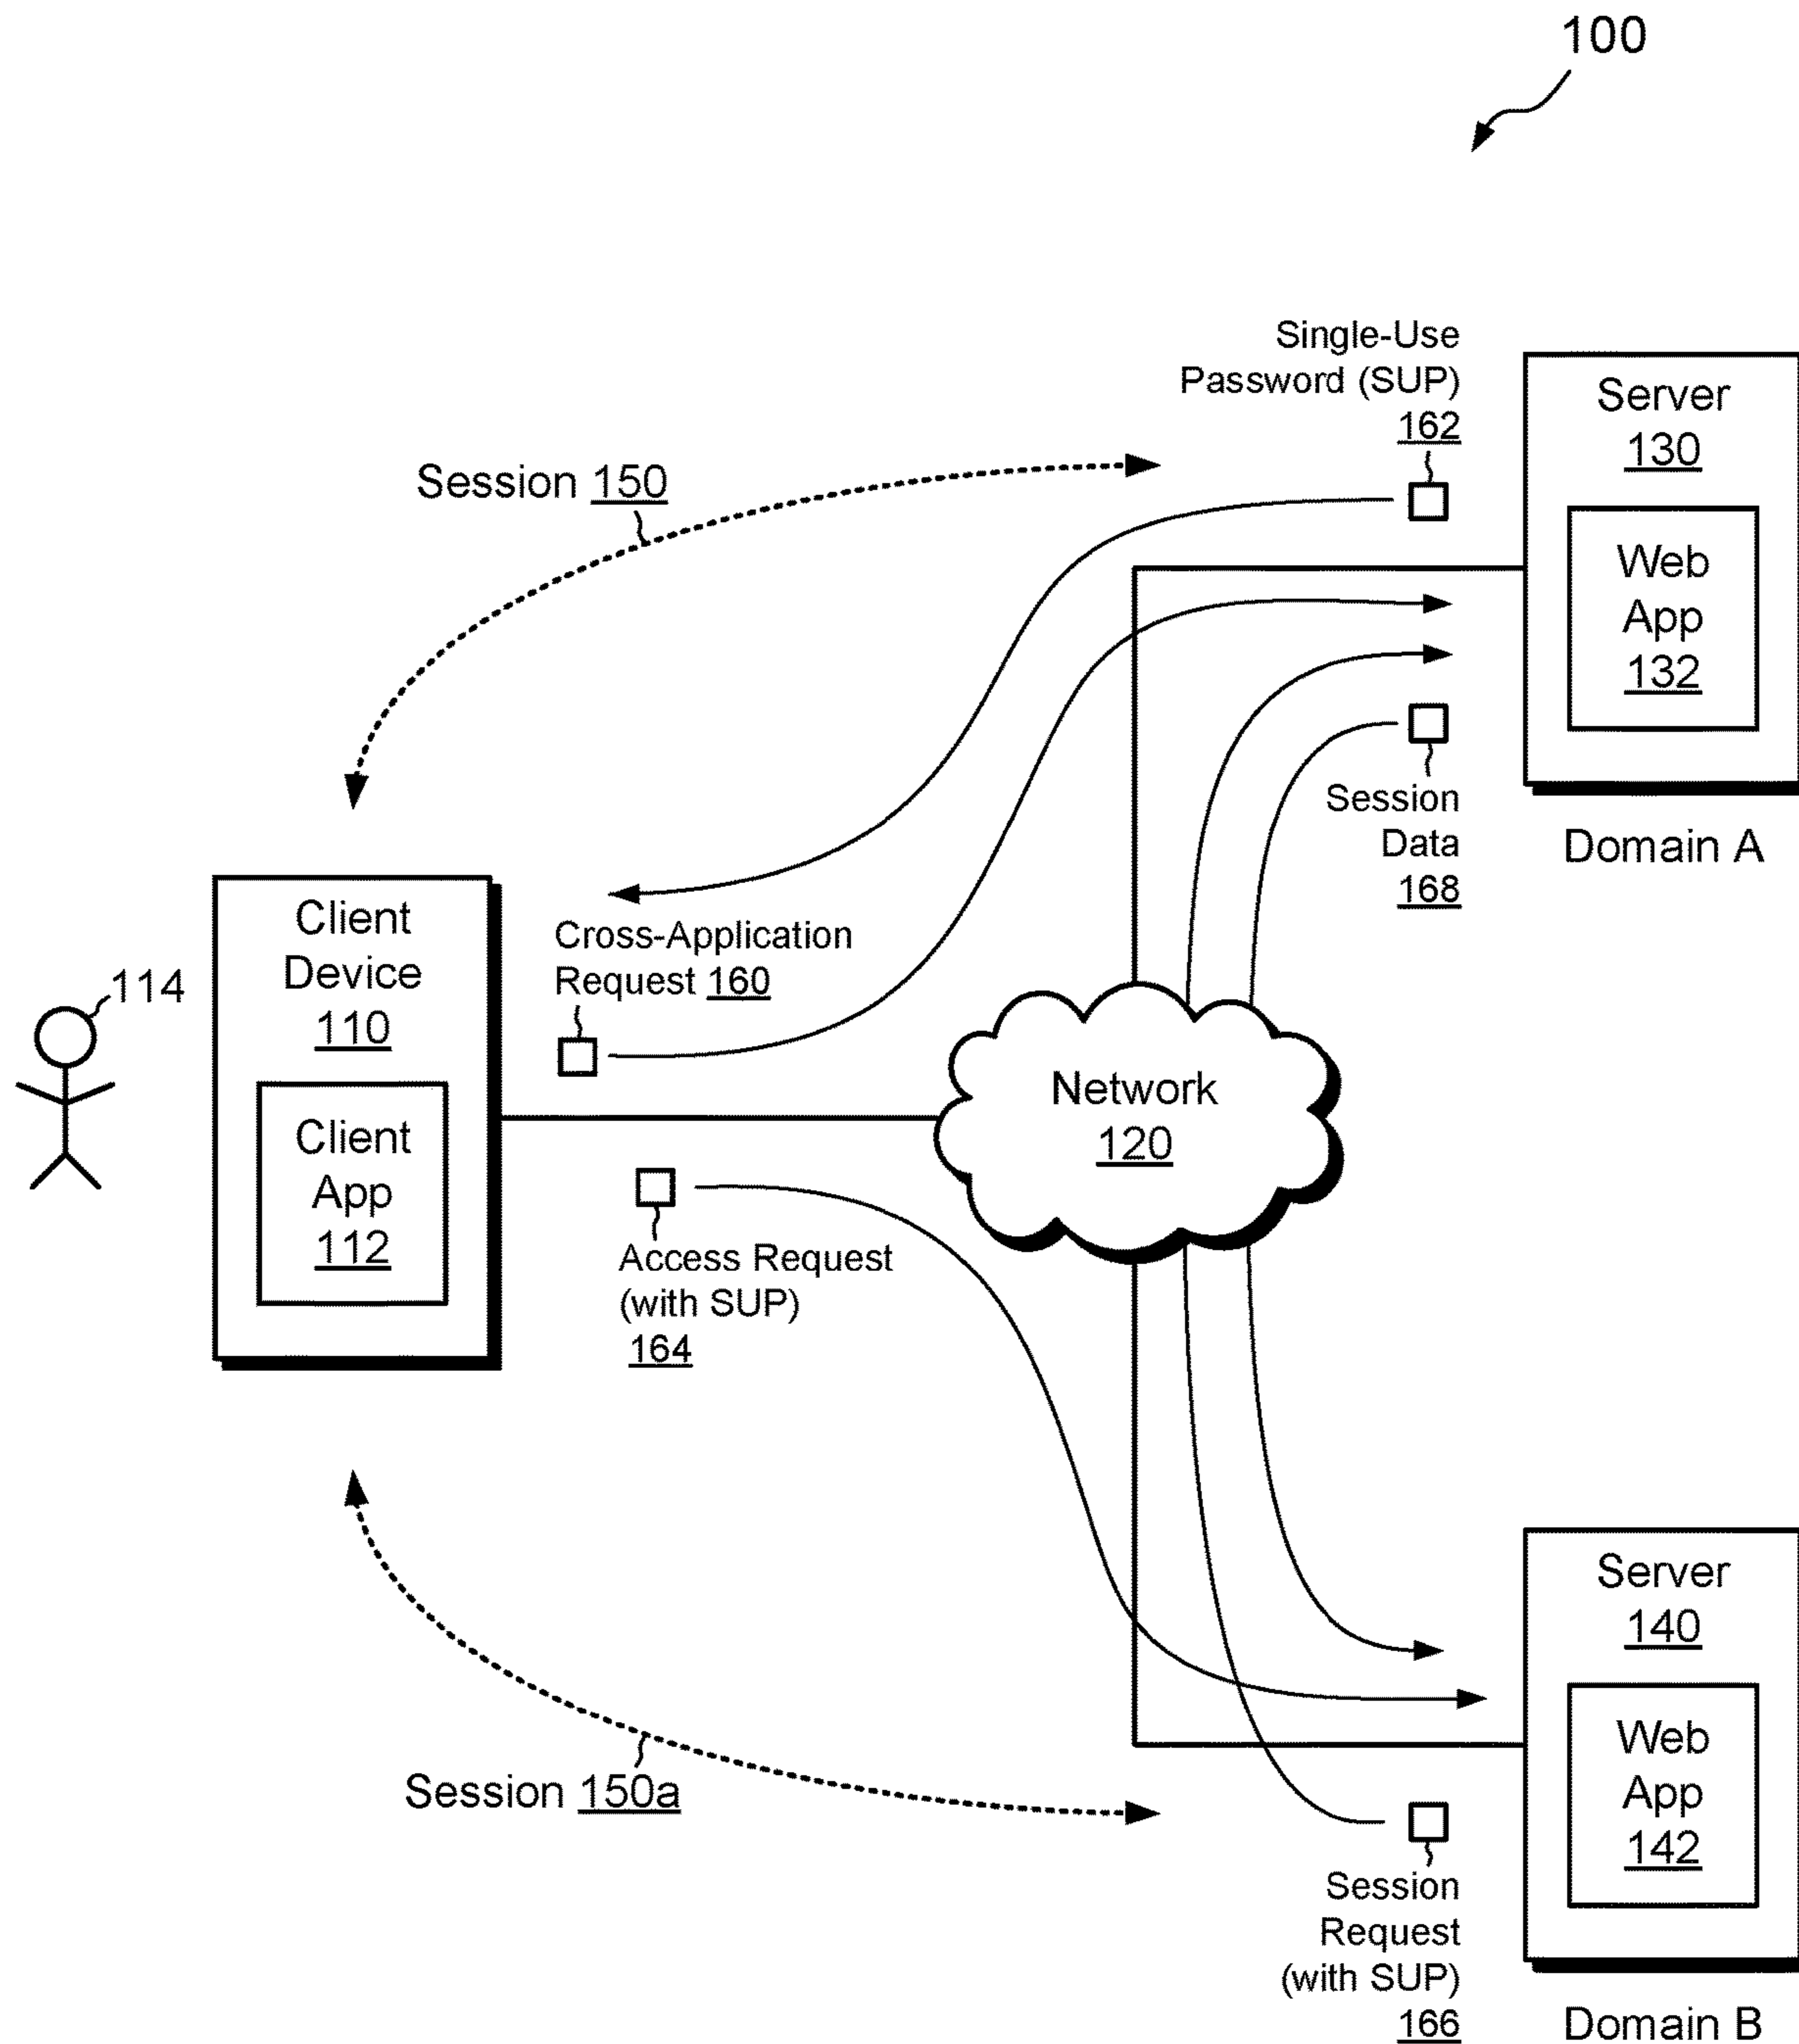 100
Single-Use
Password (SUP)
162
Server
130
Web
App
132
Session 150
Session
Data
168
Domain A
Client
Device
110
Client
App
112
114
Cross-Application
Request 160
Network
120
Access Request
(with SUP)
164
Session 150a
Server
140
Web
App
142
Session
Request
(with SUP)
166
Domain B